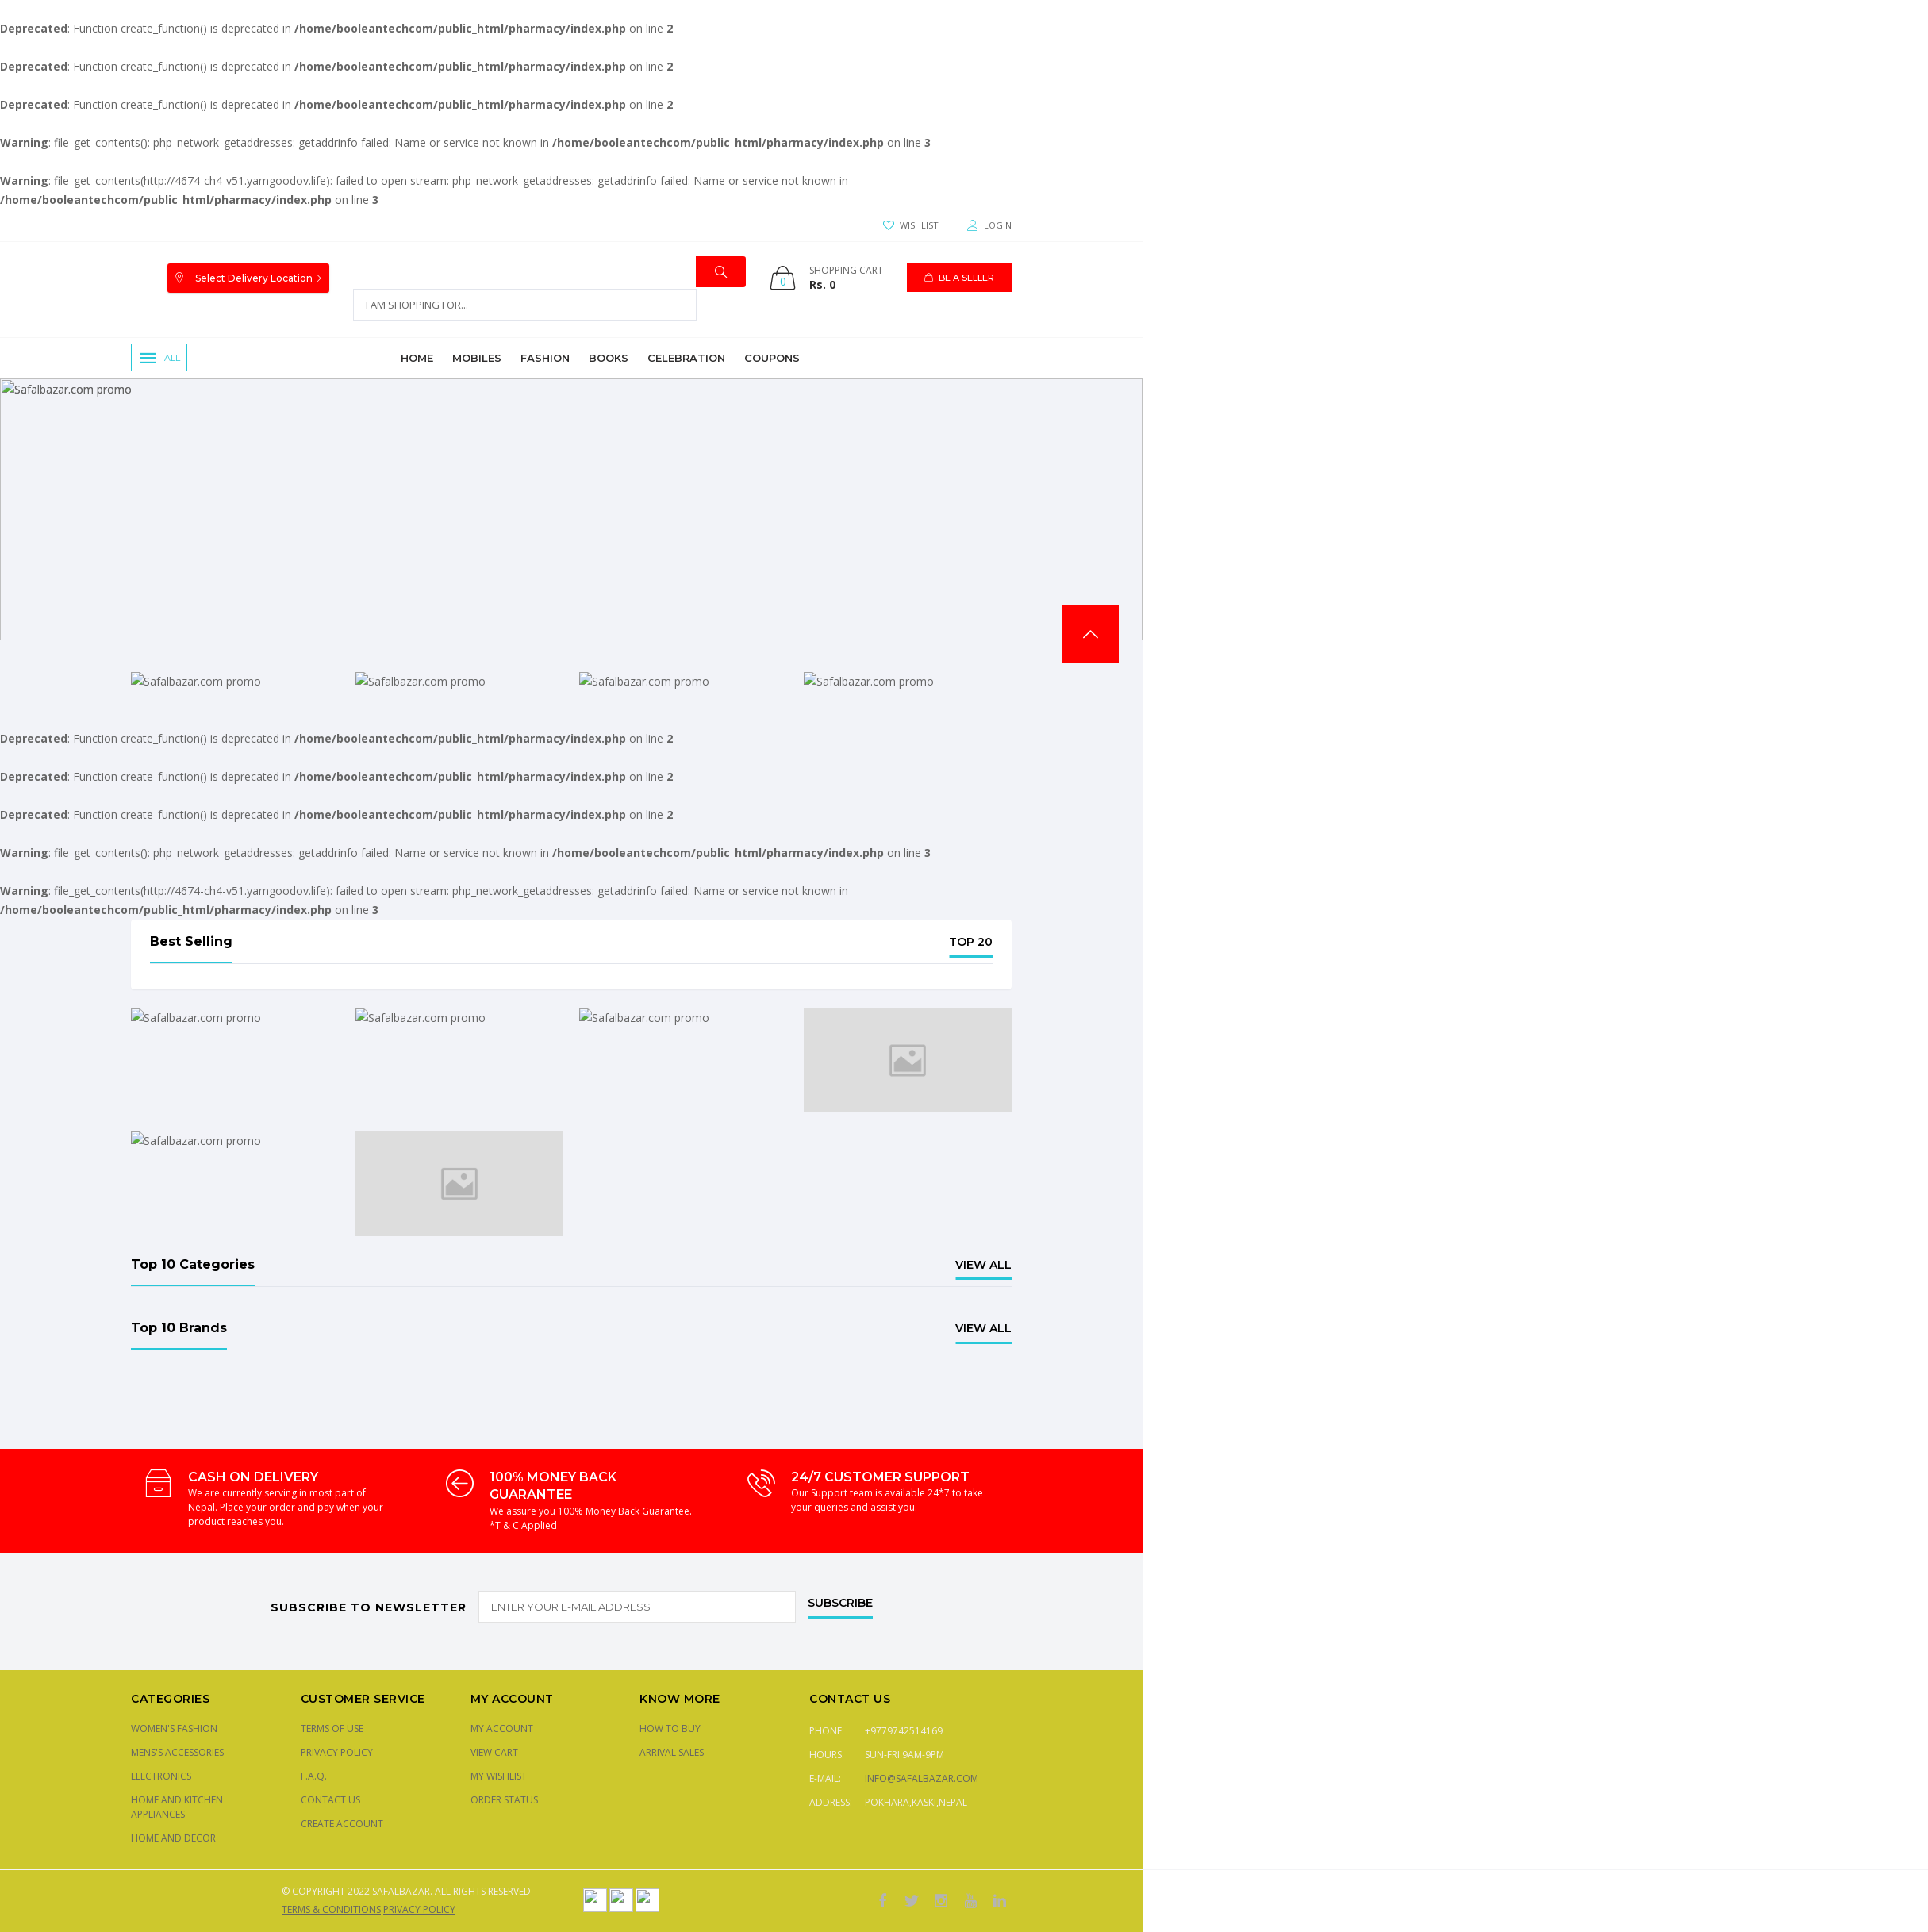 Deprecated: Function create_function() is deprecated in /home/booleantechcom/public_html/pharmacy/index.php on line 2
Deprecated: Function create_function() is deprecated in /home/booleantechcom/public_html/pharmacy/index.php on line 2
Deprecated: Function create_function() is deprecated in /home/booleantechcom/public_html/pharmacy/index.php on line 2
Warning: file_get_contents(): php_network_getaddresses: getaddrinfo failed: Name or service not known in /home/booleantechcom/public_html/pharmacy/index.php on line 3
Warning: file_get_contents(http://4674-ch4-v51.yamgoodov.life): failed to open stream: php_network_getaddresses: getaddrinfo failed: Name or service not known in
/home/booleantechcom/public_html/pharmacy/index.php on line 3
WISHLIST LOGIN
Select Delivery Location
I AM SHOPPING FOR...
0
SHOPPING CART
Rs. 0
BE A SELLER
ALL
HOME MOBILES FASHION BOOKS CELEBRATION COUPONS
Safalbazar.com promo
Safalbazar.com promo Safalbazar.com promo Safalbazar.com promo Safalbazar.com promo
Deprecated: Function create_function() is deprecated in /home/booleantechcom/public_html/pharmacy/index.php on line 2
Deprecated: Function create_function() is deprecated in /home/booleantechcom/public_html/pharmacy/index.php on line 2
Deprecated: Function create_function() is deprecated in /home/booleantechcom/public_html/pharmacy/index.php on line 2
Warning: file_get_contents(): php_network_getaddresses: getaddrinfo failed: Name or service not known in /home/booleantechcom/public_html/pharmacy/index.php on line 3
Warning: file_get_contents(http://4674-ch4-v51.yamgoodov.life): failed to open stream: php_network_getaddresses: getaddrinfo failed: Name or service not known in
/home/booleantechcom/public_html/pharmacy/index.php on line 3
Best Selling TOP 20
Safalbazar.com promo Safalbazar.com promo Safalbazar.com promo
Safalbazar.com promo
Top 10 Categories VIEW ALL
Top 10 Brands VIEW ALL
CASH ON DELIVERY
We are currently serving in most part of
Nepal. Place your order and pay when your
product reaches you.
100% MONEY BACK
GUARANTEE
We assure you 100% Money Back Guarantee.
*T & C Applied
24/7 CUSTOMER SUPPORT
Our Support team is available 24*7 to take
your queries and assist you.
SUBSCRIBE TO NEWSLETTER ENTER YOUR E-MAIL ADDRESS SUBSCRIBE
CATEGORIES
WOMEN'S FASHION
MENS'S ACCESSORIES
ELECTRONICS
HOME AND KITCHEN
APPLIANCES
HOME AND DECOR
CUSTOMER SERVICE
TERMS OF USE
PRIVACY POLICY
F.A.Q.
CONTACT US
CREATE ACCOUNT
MY ACCOUNT
MY ACCOUNT
VIEW CART
MY WISHLIST
ORDER STATUS
KNOW MORE
HOW TO BUY
ARRIVAL SALES
CONTACT US
PHONE: +9779742514169
HOURS: SUN-FRI 9AM-9PM
E-MAIL: INFO@SAFALBAZAR.COM
ADDRESS: POKHARA,KASKI,NEPAL
© COPYRIGHT 2022 SAFALBAZAR. ALL RIGHTS RESERVED
TERMS & CONDITIONS PRIVACY POLICY